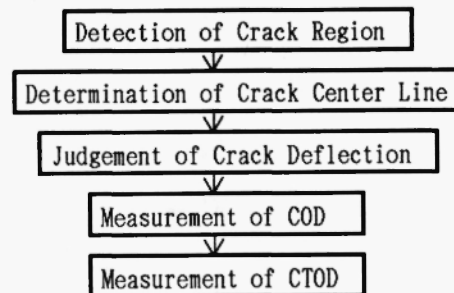 Detection of Crack Region
Determination of Crack Center Line
Judgement of Crack Deflection
Measurement of COD
Measurement of CTOD